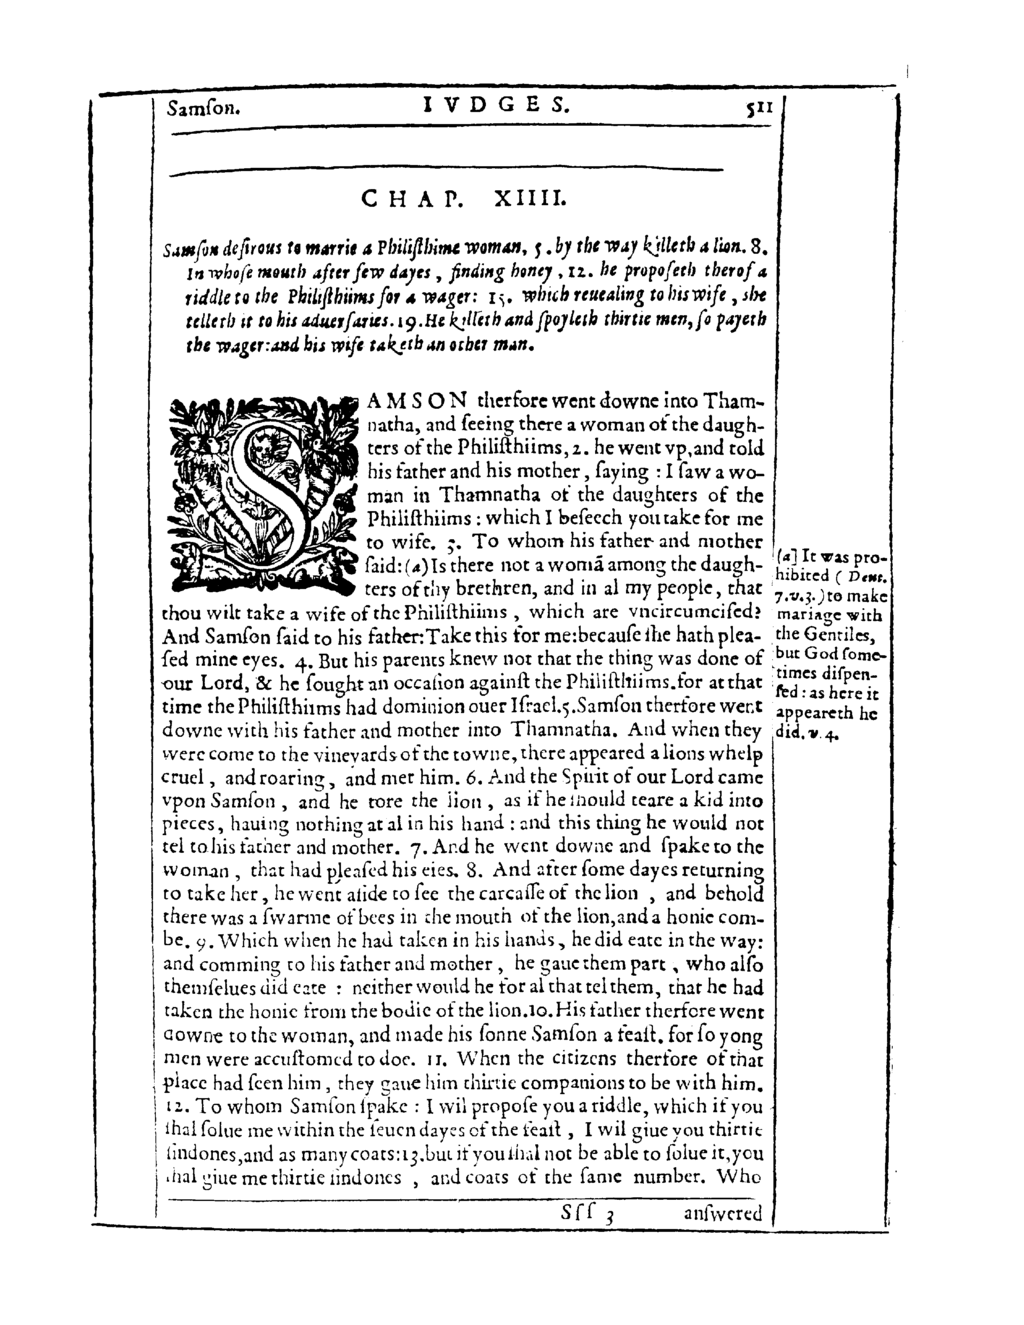 Samſon. IVDGES. 511
CHAP. XIIII.
Samſon deſirous to marrie a Philiſthime woman, 5. by the way killeth a lion. 8.
In whoſe mouth after few dayes, finding honey, 12. he propoſeth therof a
riddle to the Philiſthiims for a wager: 15. which reuealing to his wife, she
telleth it to his aduerſaries. 19. He killeth and ſpoyleth thirtie men, ſo payeth
the wager: and his wife taketh an other man.
SAMSON therfore went downe into Tham-
natha, and ſeeing there a woman of the daugh-
ters of the Philiſthiims, 2. he went vp, and told
his father and his mother, ſaying : I ſaw a wo-
man in Thamnatha of the daughters of the
Philiſthiims : which I beſeech you take for me
to wife. 3. To whom his father and mother
ſaid: (a) Is there not a womā among the daugh-
ters of thy brethren, and in al my people, that
thou wilt take a wife of the Philiſthiims, which are vncircumciſed?
And Samſon ſaid to his father: Take this for me: becauſe ſhe hath plea-
ſed mine eyes. 4. But his parents knew not that the thing was done of
our Lord, & he ſought an occaſion againſt the Philiſthiims. for at that
time the Philiſthiims had dominion ouer Iſrael. 5. Samſon therfore went
downe with his father and mother into Thamnatha. And when they
were come to the vineyards of the towne, there appeared a lions whelp
cruel, and roaring, and met him. 6. And the Spirit of our Lord came
vpon Samſon, and he tore the lion, as if he ſhould teare a kid into
pieces, hauing nothing at al in his hand : and this thing he would not
tel to his father and mother. 7. And he went downe and ſpake to the
woman, that had pleaſed his eies. 8. And after ſome dayes returning
to take her, he went aſide to ſee the carcaſſe of the lion, and behold
there was a ſwarme of bees in the mouth of the lion, and a honie com-
be. 9. Which when he had taken in his hands, he did eate in the way:
and comming to his father and mother, he gaue them part, who alſo
themſelues did eate : neither would he for al that tel them, that he had
taken the honie from the bodie of the lion. 10. His father therfore went
downe to the woman, and made his ſonne Samſon a feaſt. for ſo yong
men were accuſtomed to doe. 11. When the citizens therfore of that
place had ſeen him, they gaue him thirtie companions to be with him.
12. To whom Samſon ſpake : I wil propoſe you a riddle, which if you
ſhal ſolue me within the ſeuen dayes of the feaſt, I wil giue you thirtie
ſindones, and as many coats: 13. but if you ſhal not be able to ſolue it, you
ſhal giue me thirtie ſindones, and coats of the ſame number. Who
Sſſ 3 anſwered
(a] It was pro-
hibited (Deut.
7. v. 3.) to make
mariage with
the Gentiles,
but God ſome-
times diſpen-
ſed : as here it
appeareth he
did. v. 4.